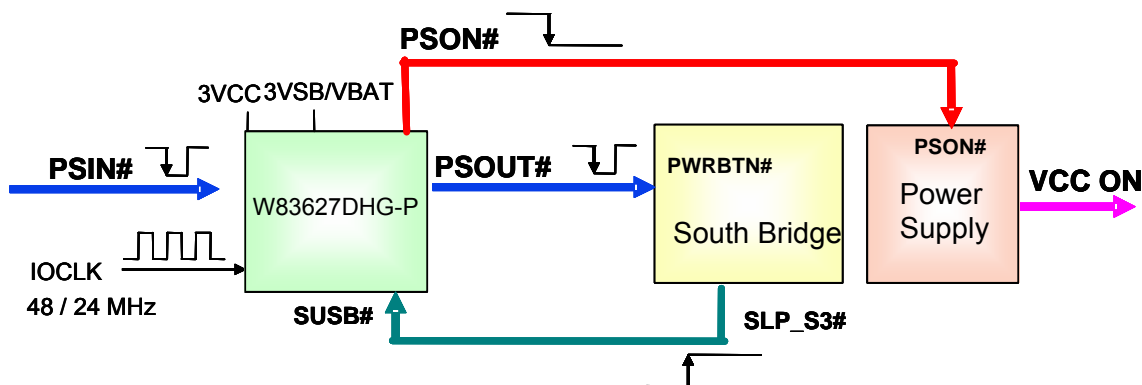 PSON#
3VCC 3VSB/VBAT
PSIN#
PSOUT#
PWRBTN#
PSON#
VCC ON
W83627DHG-P
South Bridge
Power
Supply
IOCLK
48 / 24 MHz
SUSB#
SLP_S3#